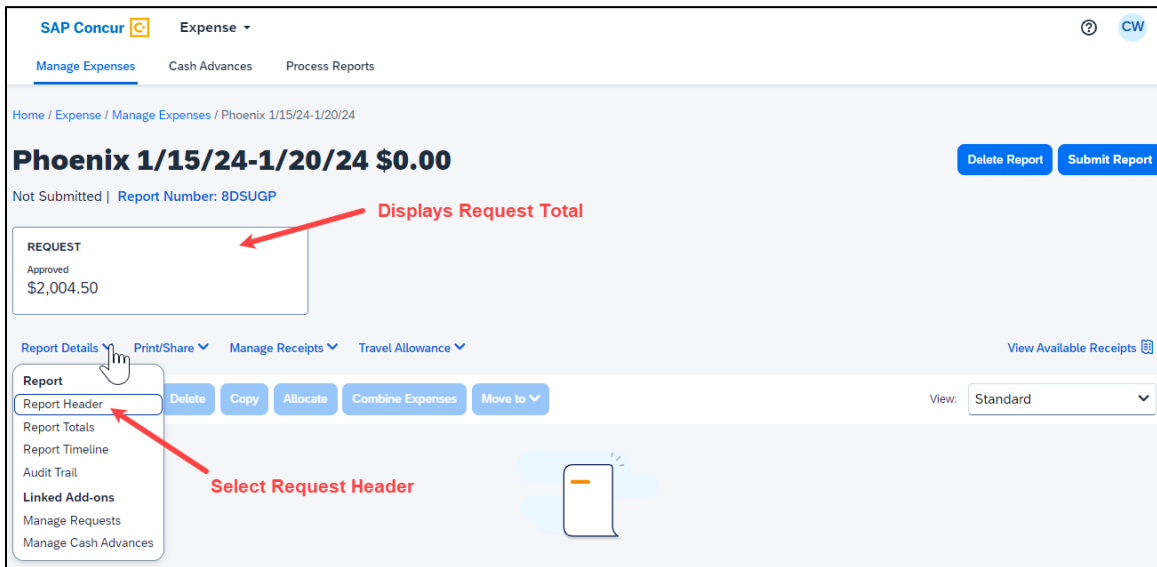 SAP Concur Expense CW
Manage Expenses Cash Advances Process Reports
Home / Expense / Manage Expenses / Phoenix 1/15/24-1/20/24
Phoenix 1/15/24-1/20/24 $0.00
Delete Report Submit Report
Not Submitted | Report Number: 8DSUGP
Displays Request Total
REQUEST
Approved
$2,004.50
Report Details Print/Share Manage Receipts Travel Allowance View Available Receipts
Report
Report Header Delete Copy Allocate Combine Expenses Move to View: Standard
Report Totals
Report Timeline
Audit Trail
Select Request Header
Linked Add-ons
Manage Requests
Manage Cash Advances